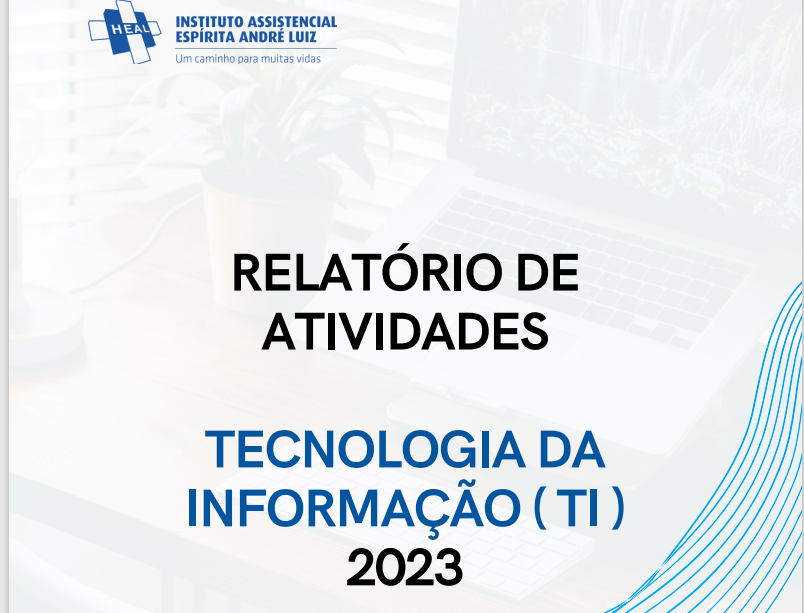 HEAL
INSTITUTO ASSISTENCIAL
ESPÍRITA ANDRÉ LUIZ
Um caminho para muitas vidas
RELATÓRIO DE
ATIVIDADES
TECNOLOGIA DA
INFORMAÇÃO ( TI )
2023